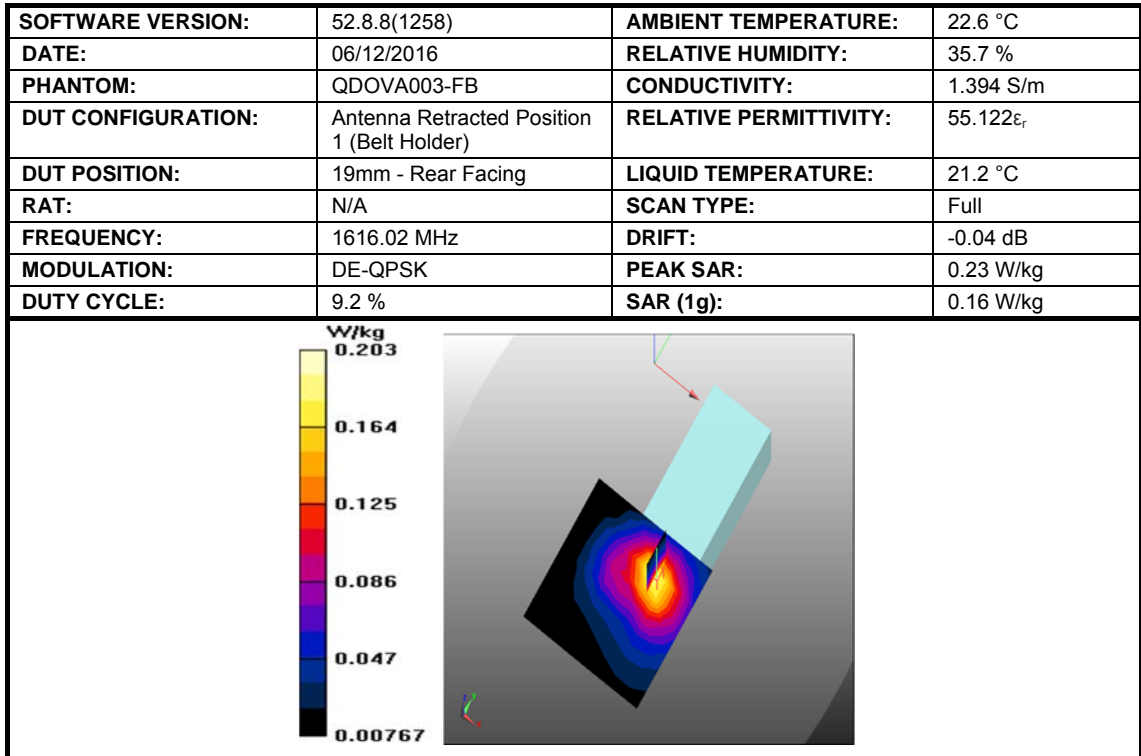 SOFTWARE VERSION: 52.8.8(1258) AMBIENT TEMPERATURE: 22.6 °C
DATE: 06/12/2016 RELATIVE HUMIDITY: 35.7 %
PHANTOM: QDOVA003-FB CONDUCTIVITY: 1.394 S/m
DUT CONFIGURATION: Antenna Retracted Position RELATIVE PERMITTIVITY: 55.122εr
1 (Belt Holder)
DUT POSITION: 19mm - Rear Facing LIQUID TEMPERATURE: 21.2 °C
RAT: N/A SCAN TYPE: Full
FREQUENCY: 1616.02 MHz DRIFT: -0.04 dB
MODULATION: DE-QPSK PEAK SAR: 0.23 W/kg
DUTY CYCLE: 9.2 % SAR (1g): 0.16 W/kg
W/kg
0.203
0.164
0.125
0.086
0.047
0.00767